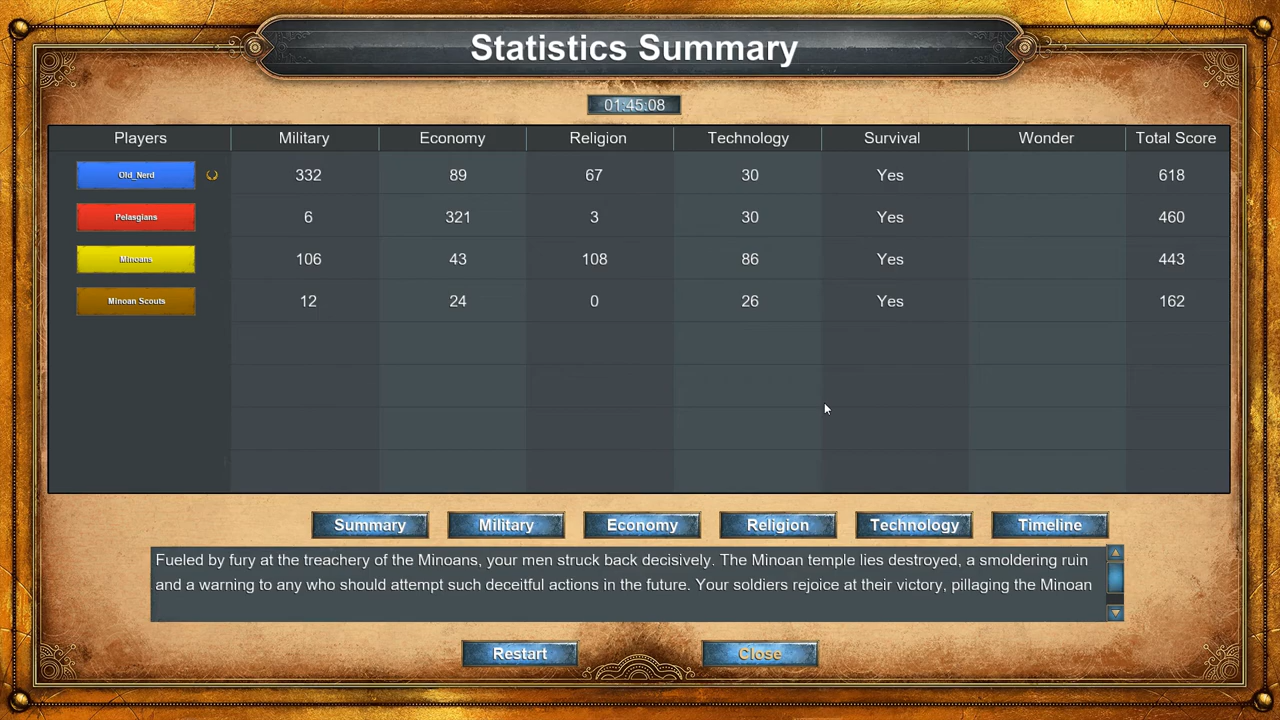 Statistics Summary
01:45:08
Players Military Economy Religion Technology Survival Wonder Total Score
Old_Nerd 332 89 67 30 Yes 618
Pelasgians 6 321 3 30 Yes 460
Minoans 106 43 108 86 Yes 443
Minoan Scouts 12 24 0 26 Yes 162
Summary Military Economy Religion Technology Timeline
Fueled by fury at the treachery of the Minoans, your men struck back decisively. The Minoan temple lies destroyed, a smoldering ruin
and a warning to any who should attempt such deceitful actions in the future. Your soldiers rejoice at their victory, pillaging the Minoan
Restart Close